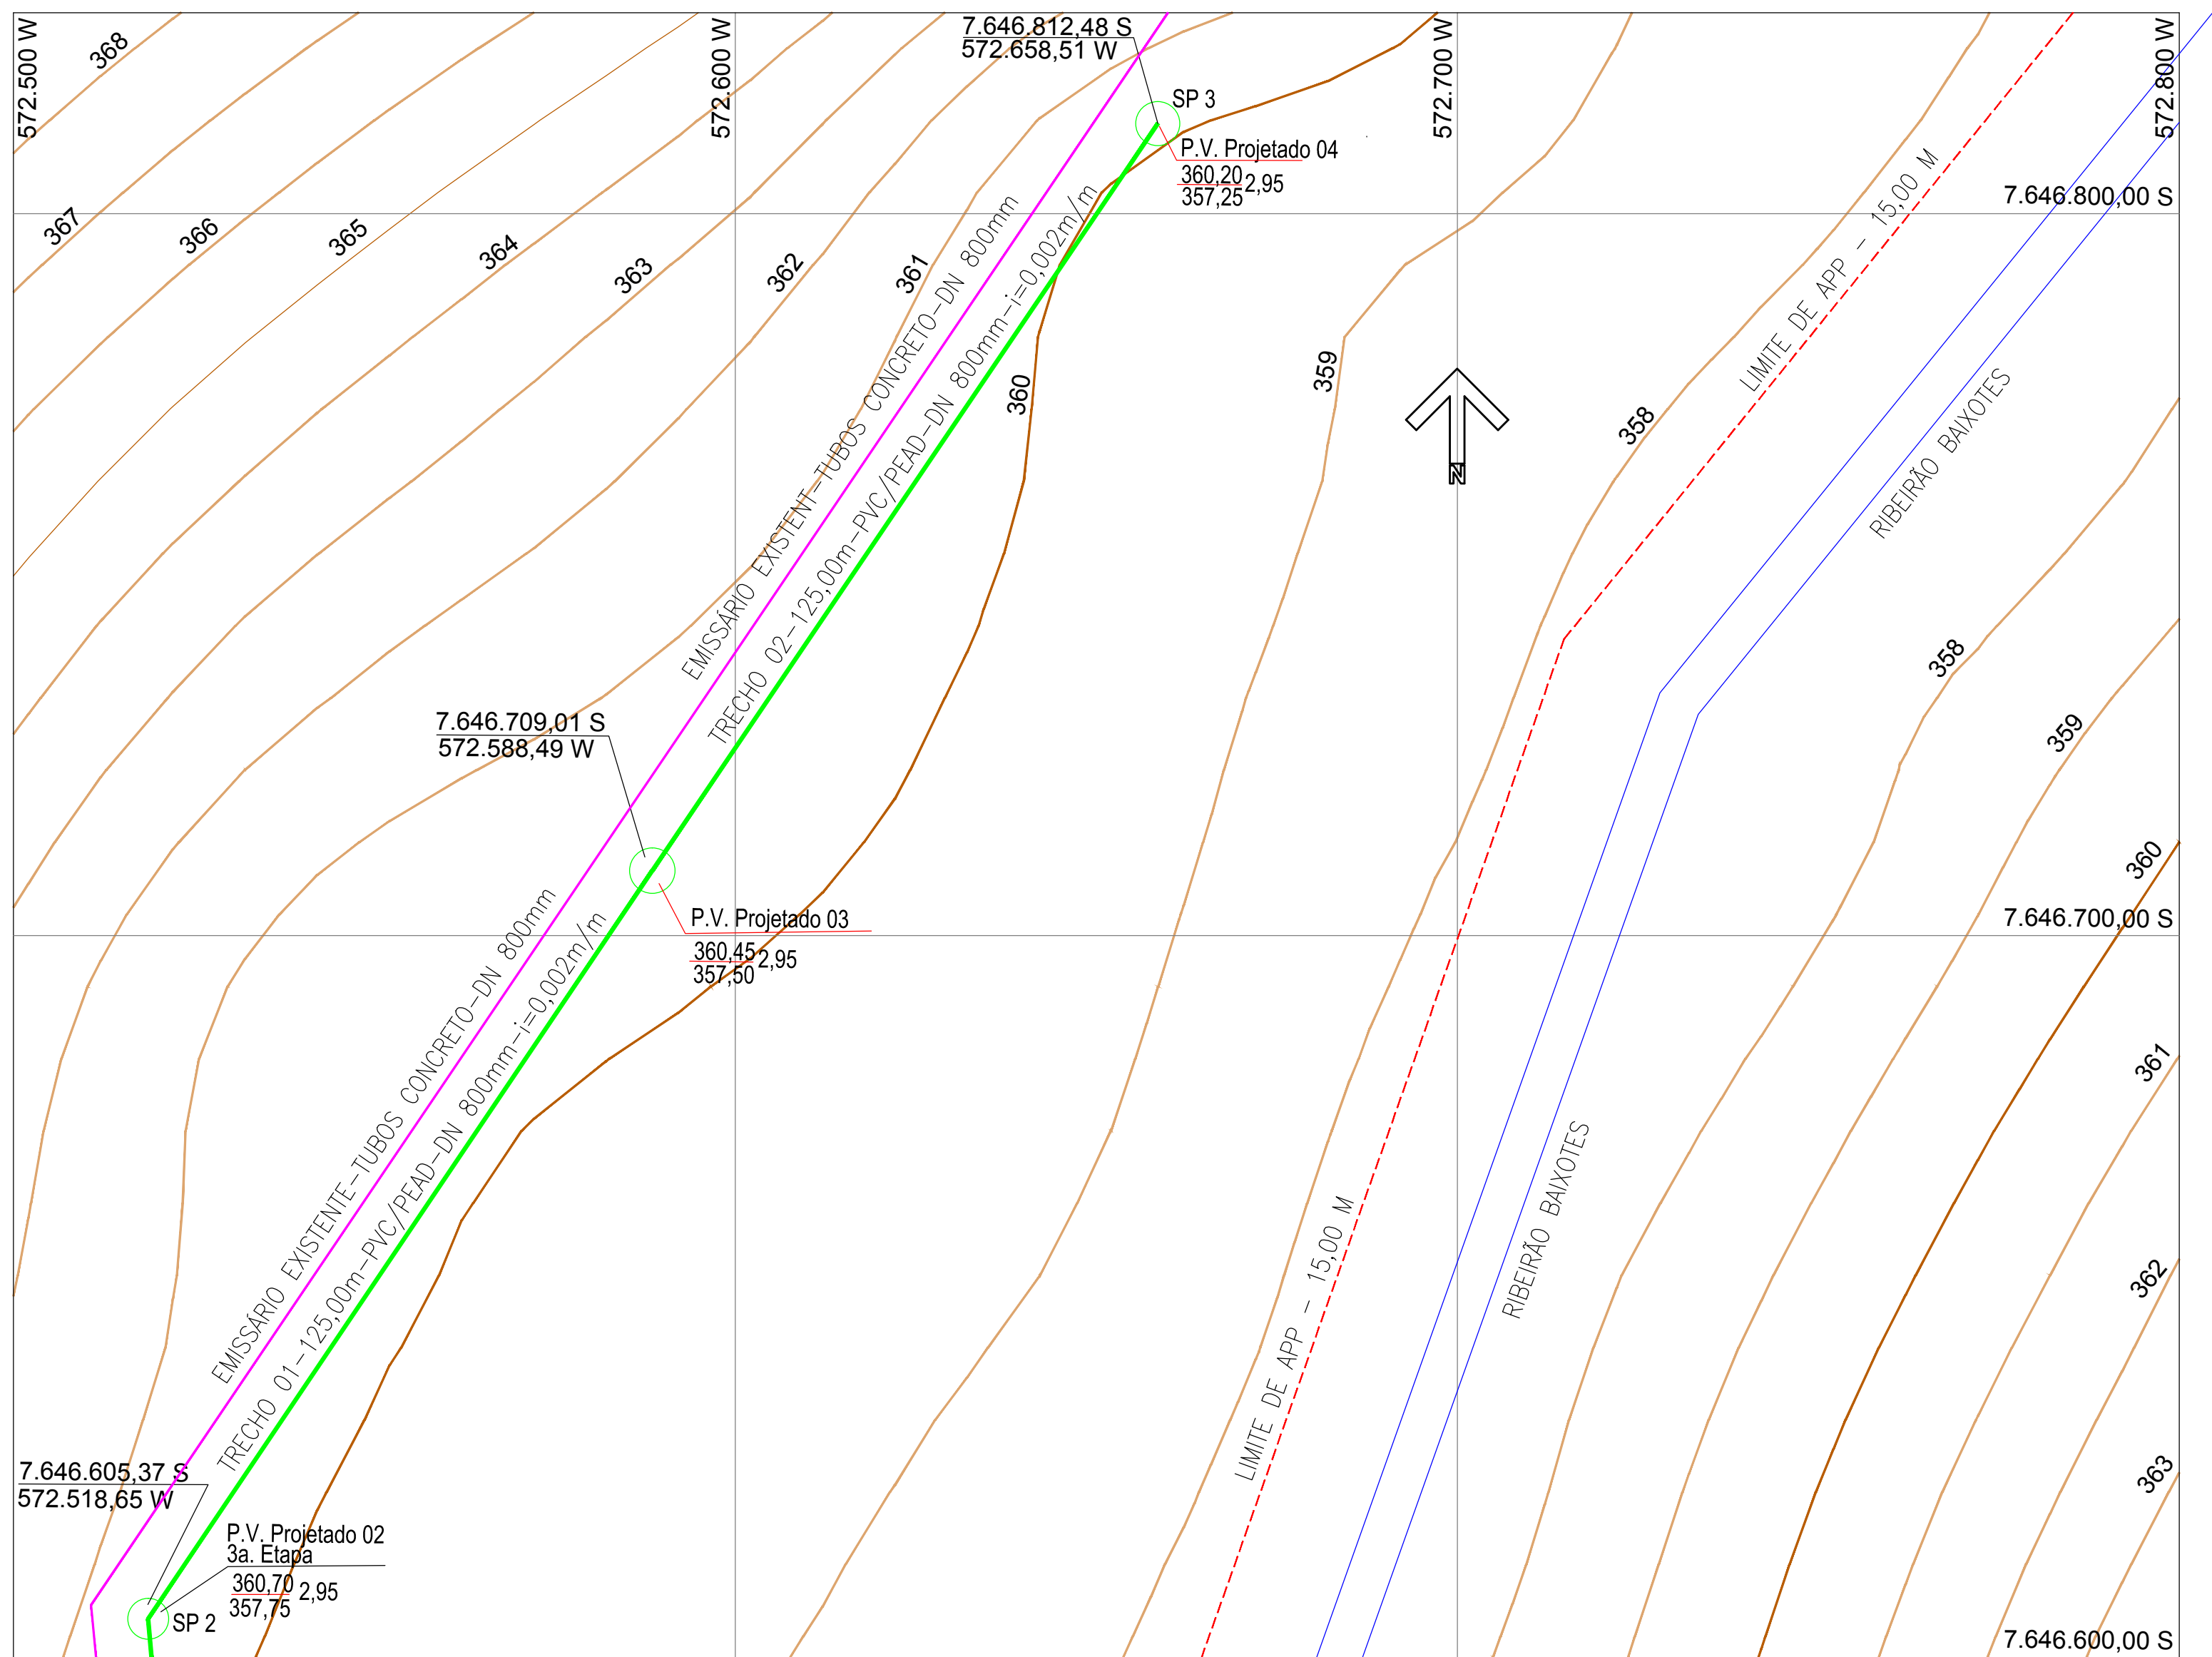 572.500 W
368
572.600 W
7.646.812,48 S
572.658,51 W
SP 3
572.700 W
572.800 W
P.V. Projetado 04
360,20
2,95
357,25
7.646.800,00 S
367
366
365
364
363
362
361
360
359
358
LIMITE DE APP - 15,00 M
RIBEIRÃO BAIXOTES
N
EMISSÁRIO EXISTENT-TUBOS CONCRETO-DN 800mm
TRECHO 02-125,00m-PVC/PEAD-DN 800mm-i=0,002m/m
7.646.709,01 S
572.588,49 W
P.V. Projetado 03
360,45
2,95
357,50
358
359
360
7.646.700,00 S
361
362
363
EMISSÁRIO EXISTENTE-TUBOS CONCRETO-DN 800mm
TRECHO 01-125,00m-PVC/PEAD-DN 800mm-i=0,002m/m
LIMITE DE APP - 15,00 M
RIBEIRÃO BAIXOTES
7.646.605,37 S
572.518,65 W
P.V. Projetado 02
3a. Etapa
360,70
2,95
357,75
SP 2
7.646.600,00 S